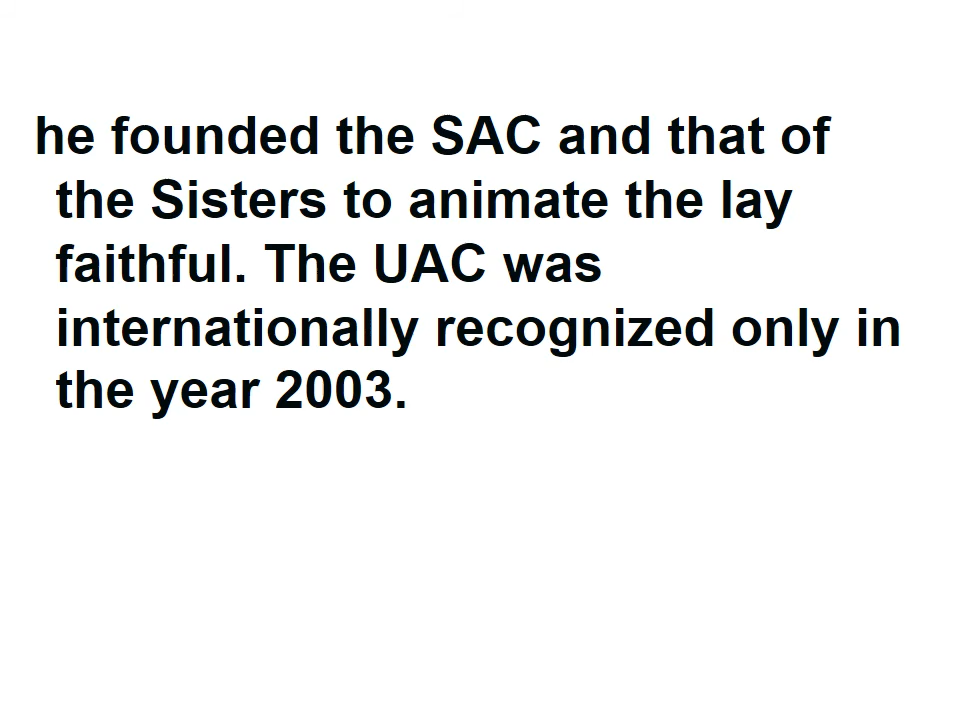 he founded the SAC and that of
the Sisters to animate the lay
faithful. The UAC was
internationally recognized only in
the year 2003.